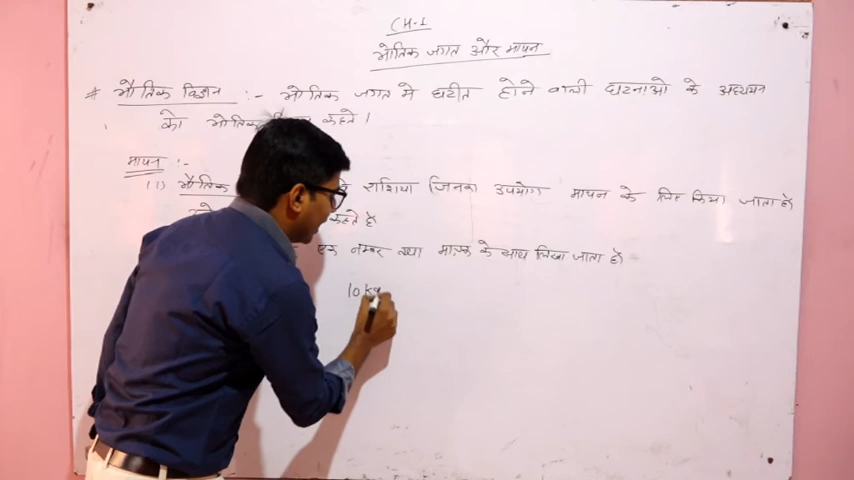 CH-1
भौतिक जगत और मापन
# भौतिक विज्ञान :- भौतिक जगत मे घटीत होने वाली घटनाओ के अध्ययन
को भौतिक कहते ।
मापन :-
(1) भौतिक राशिया जिनका उपयोग मापन के लिए किया जाता है
कहते है
एक नम्बर तथा मात्रक के साथ लिखा जाता है
10 kg